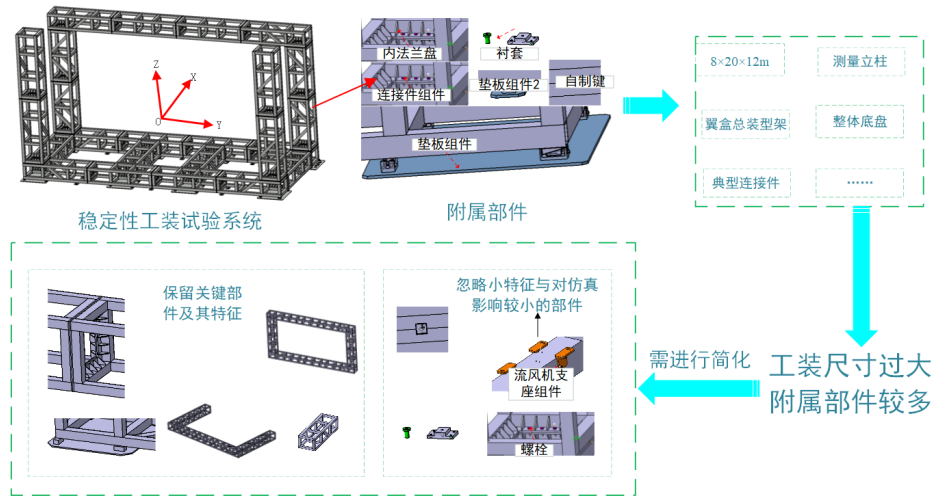 Z
X
O
Y
稳定性工装试验系统
内法兰盘
衬套
连接件组件
垫板组件2
自制键
垫板组件
附属部件
8×20×12m
测量立柱
翼盒总装型架
整体底盘
典型连接件
……
工装尺寸过大
附属部件较多
需进行简化
保留关键部
件及其特征
忽略小特征与对仿真
影响较小的部件
流风机支
座组件
螺栓